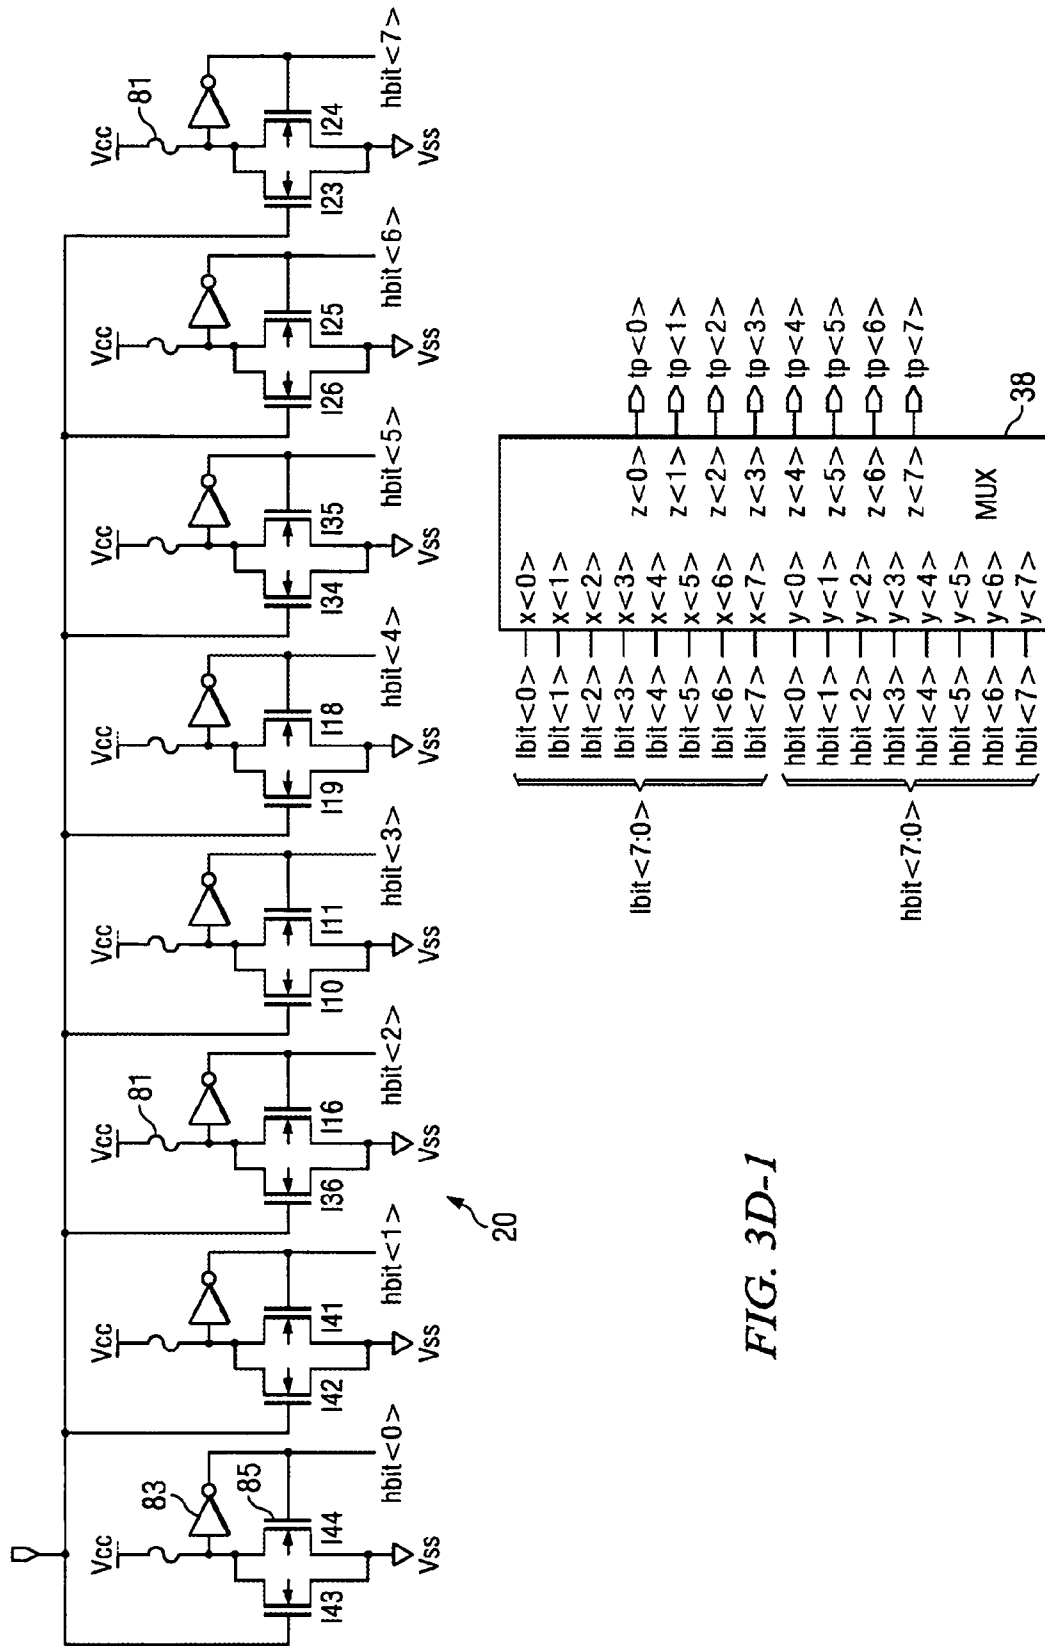 Vcc
83
85
I43
I44
Vss
hbit<0>
Vcc
I42
I41
Vss
hbit<1>
Vcc
81
I36
I16
Vss
hbit<2>
Vcc
I10
I11
Vss
hbit<3>
Vcc
I19
I18
Vss
hbit<4>
Vcc
I34
I35
Vss
hbit<5>
Vcc
I26
I25
Vss
hbit<6>
Vcc
81
I23
I24
Vss
hbit<7>
20
lbit<7:0>
hbit<7:0>
lbit<0> x<0>
lbit<1> x<1>
lbit<2> x<2>
lbit<3> x<3>
lbit<4> x<4>
lbit<5> x<5>
lbit<6> x<6>
lbit<7> x<7>
hbit<0> y<0>
hbit<1> y<1>
hbit<2> y<2>
hbit<3> y<3>
hbit<4> y<4>
hbit<5> y<5>
hbit<6> y<6>
hbit<7> y<7>
z<0> tp<0>
z<1> tp<1>
z<2> tp<2>
z<3> tp<3>
z<4> tp<4>
z<5> tp<5>
z<6> tp<6>
z<7> tp<7>
MUX
38
FIG. 3D-1